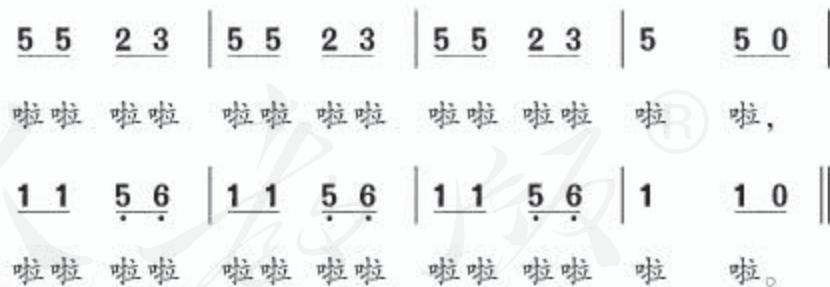 5 5 2 3 | 5 5 2 3 | 5 5 2 3 | 5 5 0 |
啦啦 啦啦 啦啦 啦啦 啦啦 啦啦 啦 啦，
1 1 5̣ 6̣ | 1 1 5̣ 6̣ | 1 1 5̣ 6̣ | 1 1 0 ‖
啦啦 啦啦 啦啦 啦啦 啦啦 啦啦 啦 啦。